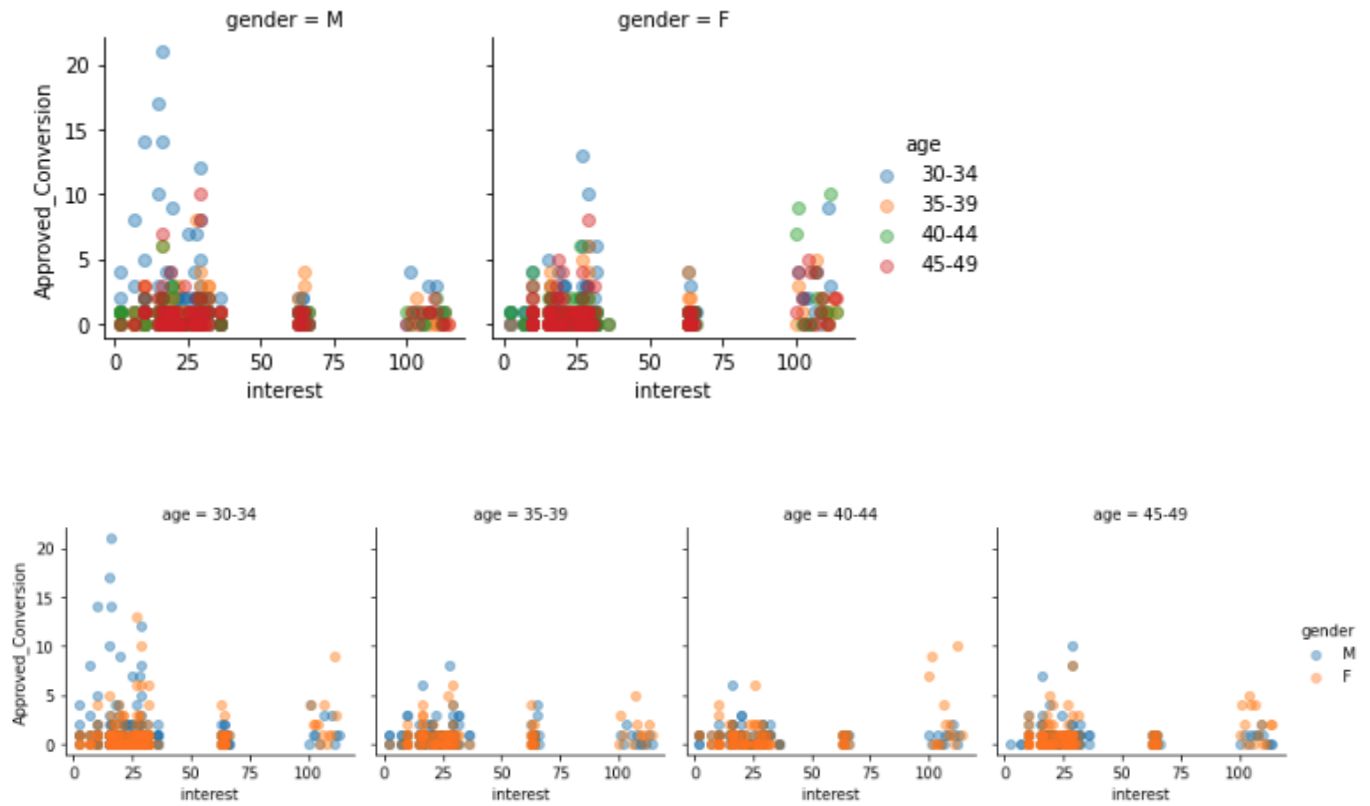 gender = M
gender = F
Approved_Conversion
20
15
10
5
0
0 25 50 75 100
0 25 50 75 100
interest
interest
age
30-34
35-39
40-44
45-49
age = 30-34
age = 35-39
age = 40-44
age = 45-49
Approved_Conversion
20
15
10
5
0
0 25 50 75 100
0 25 50 75 100
0 25 50 75 100
0 25 50 75 100
interest
interest
interest
interest
gender
M
F